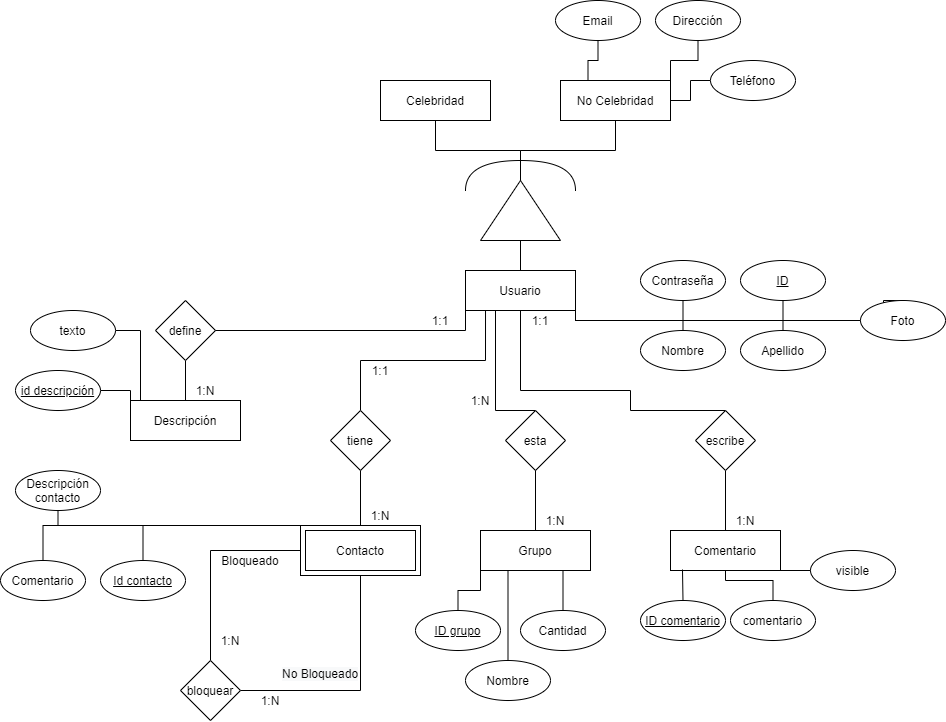 Email
Dirección
Celebridad
No Celebridad
Teléfono
Usuario
Contraseña
ID
1:1
1:1
Foto
texto
define
Nombre
Apellido
1:1
id descripción
1:N
1:N
Descripción
tiene
esta
escribe
Descripción
contacto
1:N
1:N
1:N
Bloqueado
Contacto
Grupo
Comentario
Comentario
Id contacto
visible
ID grupo
Cantidad
ID comentario
comentario
1:N
No Bloqueado
Nombre
bloquear
1:N